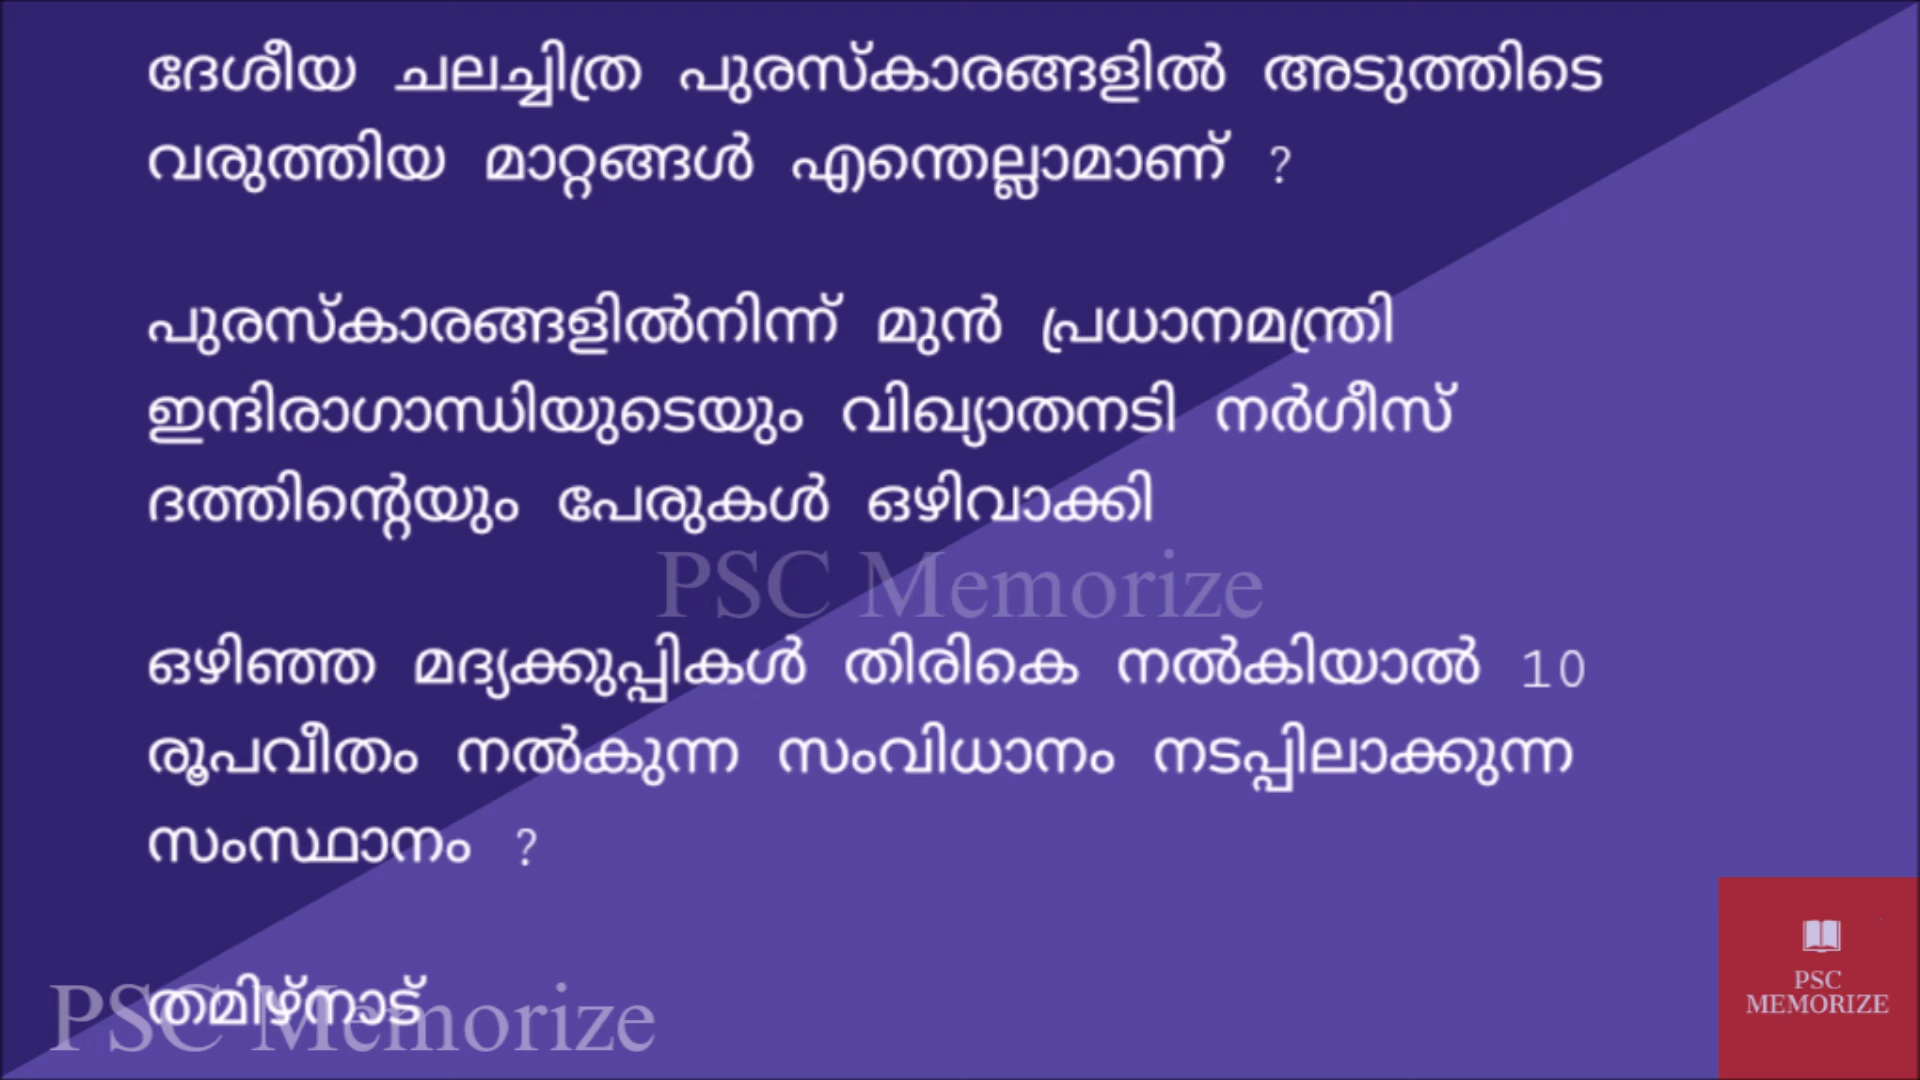 ദേശീയ ചലച്ചിത്ര പുരസ്കാരങ്ങളിൽ അടുത്തിടെ
വരുത്തിയ മാറ്റങ്ങൾ എന്തെല്ലാമാണ് ?
പുരസ്കാരങ്ങളിൽനിന്ന് മുൻ പ്രധാനമന്ത്രി
ഇന്ദിരാഗാന്ധിയുടെയും വിഖ്യാതനടി നർഗീസ്
ദത്തിന്റെയും പേരുകൾ ഒഴിവാക്കി
PSC Memorize
ഒഴിഞ്ഞ മദ്യക്കുപ്പികൾ തിരികെ നൽകിയാൽ 10
രൂപവീതം നൽകുന്ന സംവിധാനം നടപ്പിലാക്കുന്ന
സംസ്ഥാനം ?
തമിഴ്നാട്
PSC Memorize
PSC
MEMORIZE